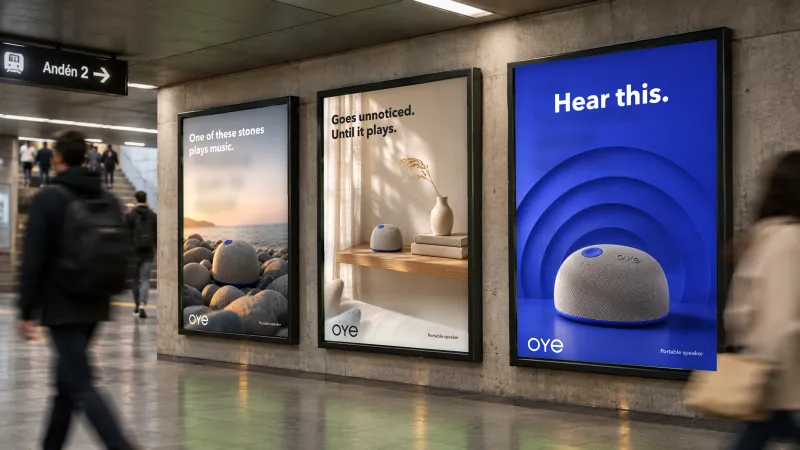 Andén 2 →
One of these stones
plays music.
OYe
Portable speaker
Goes unnoticed.
Until it plays.
OYe
Portable speaker
Hear this.
oye
OYe
Portable speaker